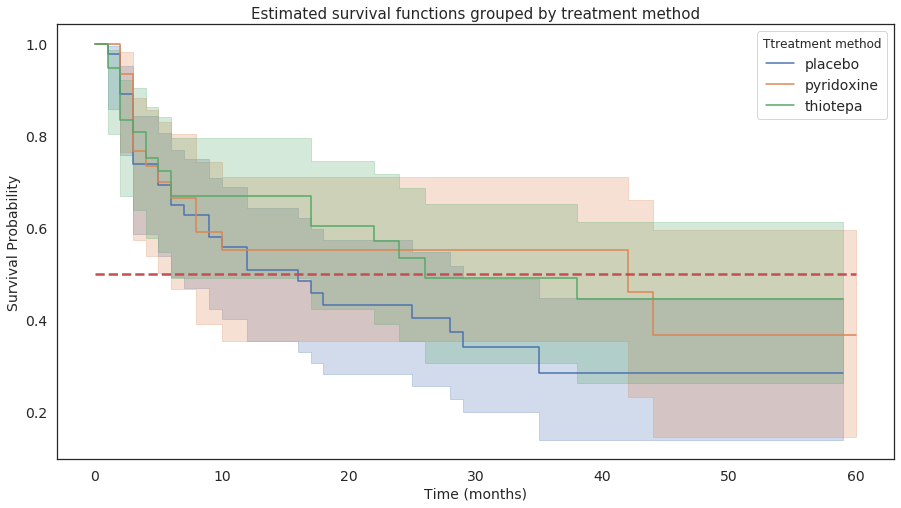 Estimated survival functions grouped by treatment method
Ttreatment method
placebo
pyridoxine
thiotepa
Survival Probability
1.0
0.8
0.6
0.4
0.2
0 10 20 30 40 50 60
Time (months)